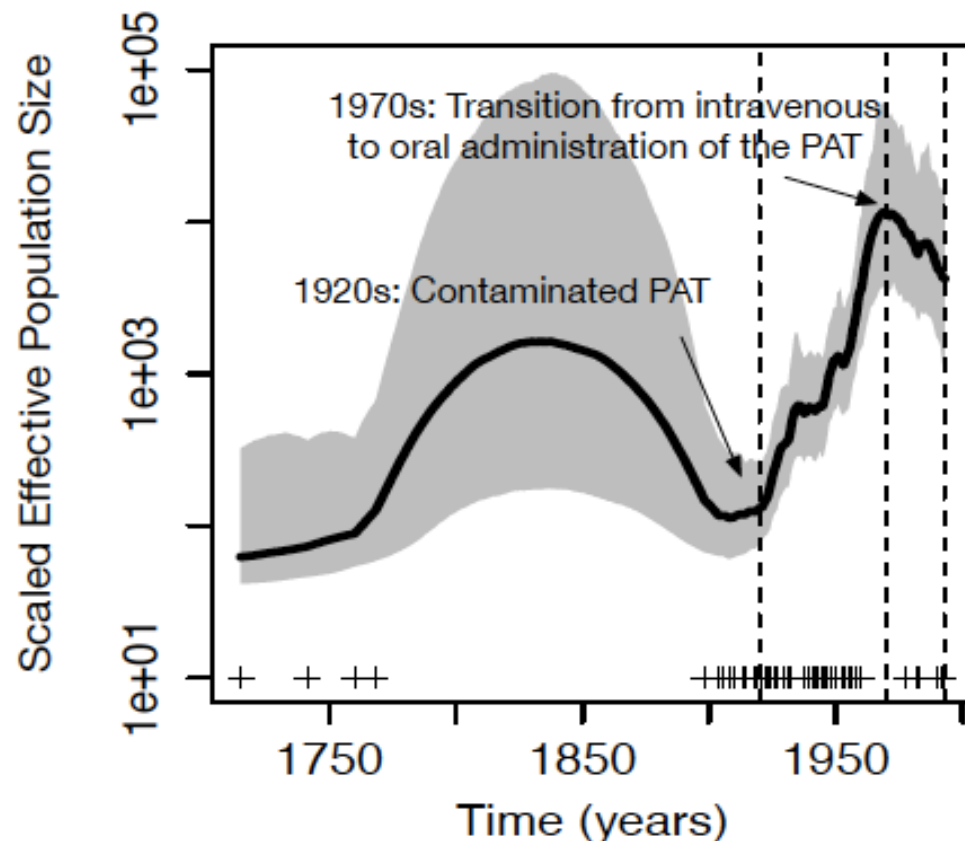 Scaled Effective Population Size
1e+05
1e+03
1e+01
1970s: Transition from intravenous
to oral administration of the PAT
1920s: Contaminated PAT
1750
1850
1950
Time (years)